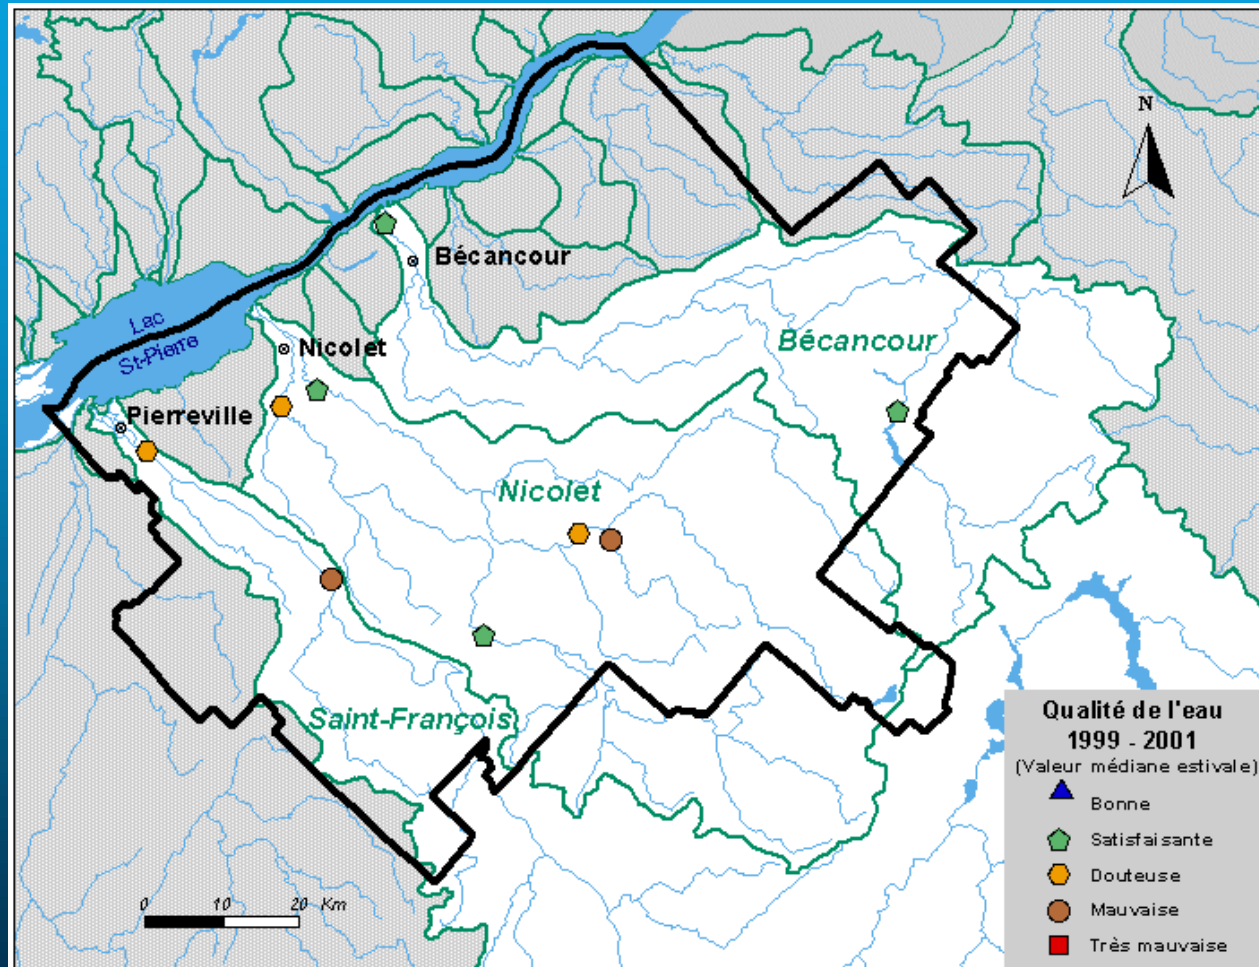 N
Bécancour
Lac
St-Pierre
Nicolet
Bécancour
Pierreville
Nicolet
Saint-François
Qualité de l'eau
1999 - 2001
(Valeur médiane estivale)
Bonne
Satisfaisante
Douteuse
Mauvaise
Très mauvaise
0 10 20 Km